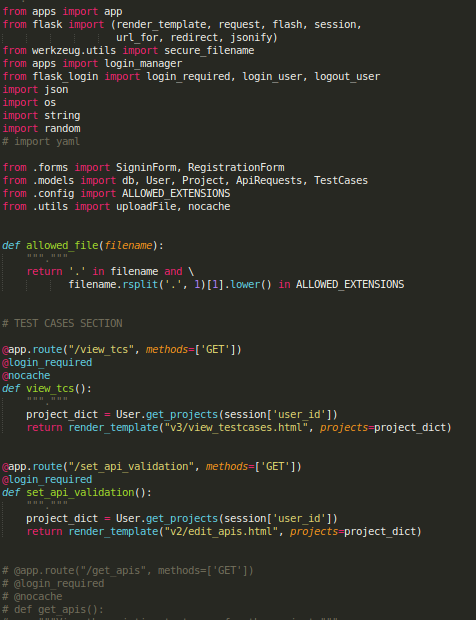 from apps import app
from flask import (render_template, request, flash, session,
                   url_for, redirect, jsonify)
from werkzeug.utils import secure_filename
from apps import login_manager
from flask_login import login_required, login_user, logout_user
import json
import os
import string
import random
# import yaml

from .forms import SigninForm, RegistrationForm
from .models import db, User, Project, ApiRequests, TestCases
from .config import ALLOWED_EXTENSIONS
from .utils import uploadFile, nocache


def allowed_file(filename):
    """."""
    return '.' in filename and \
           filename.rsplit('.', 1)[1].lower() in ALLOWED_EXTENSIONS


# TEST CASES SECTION

@app.route("/view_tcs", methods=['GET'])
@login_required
@nocache
def view_tcs():
    """."""
    project_dict = User.get_projects(session['user_id'])
    return render_template("v3/view_testcases.html", projects=project_dict)


@app.route("/set_api_validation", methods=['GET'])
@login_required
def set_api_validation():
    """."""
    project_dict = User.get_projects(session['user_id'])
    return render_template("v2/edit_apis.html", projects=project_dict)


# @app.route("/get_apis", methods=['GET'])
# @login_required
# @nocache
# def get_apis():